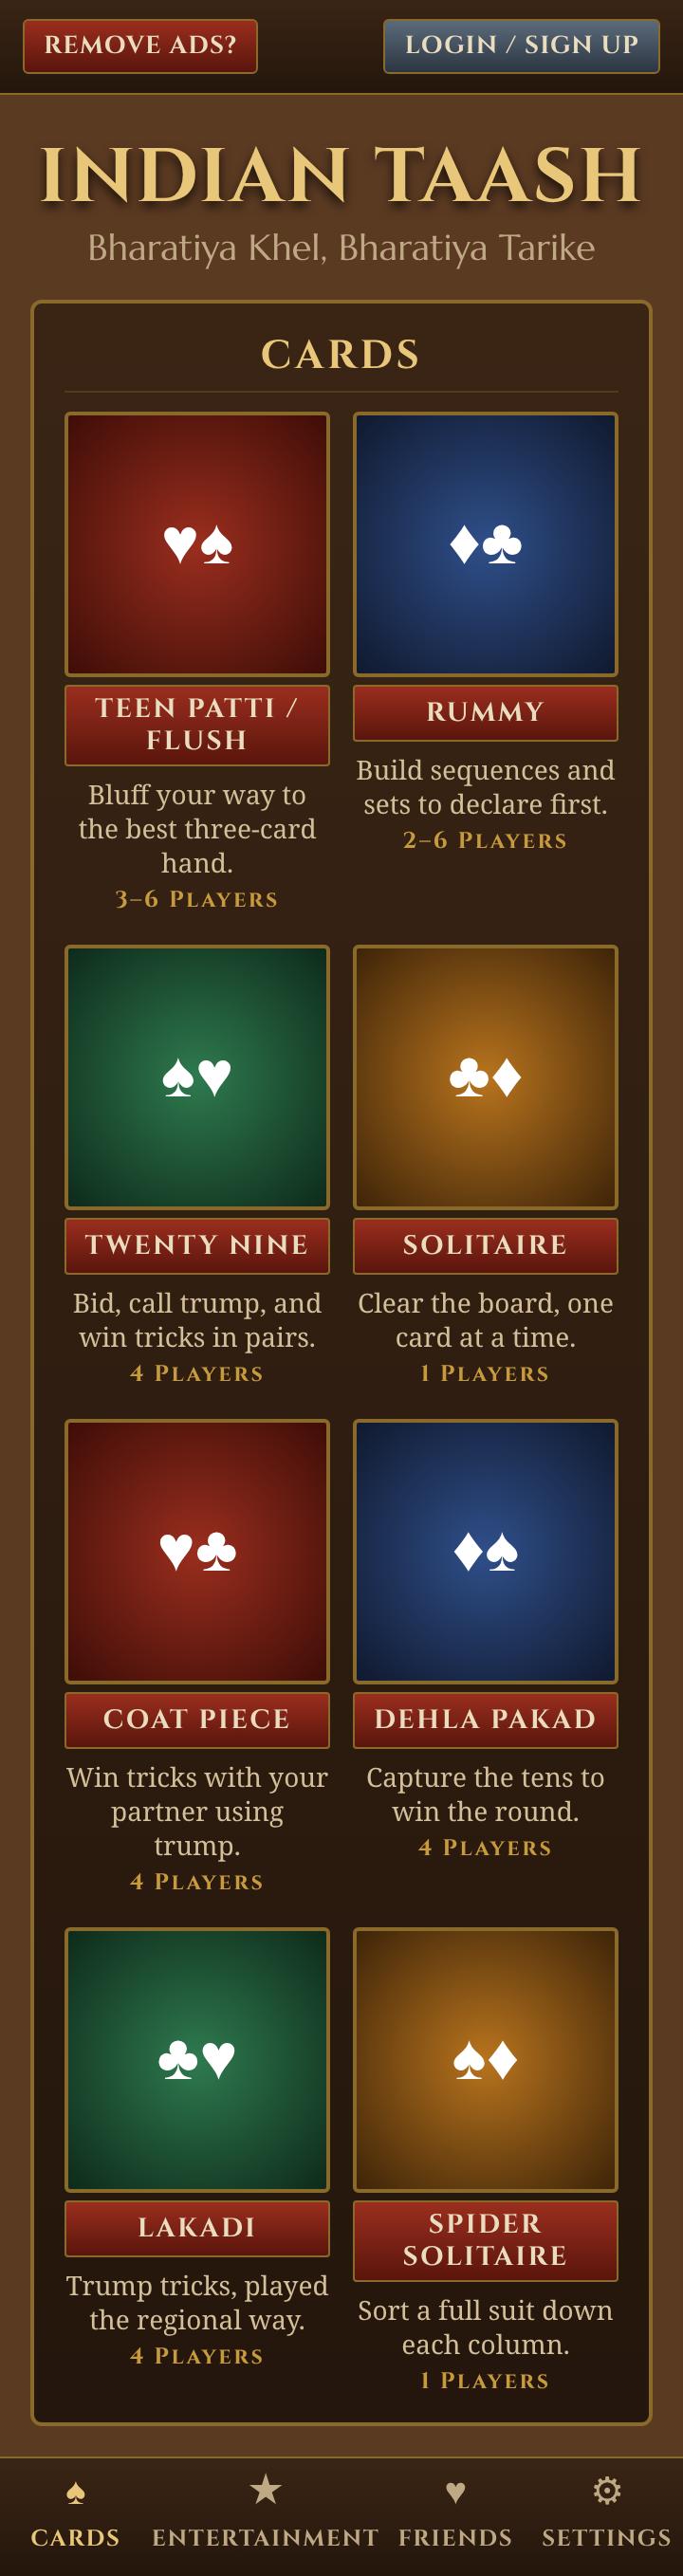 REMOVE ADS?
LOGIN / SIGN UP
INDIAN TAASH
Bharatiya Khel, Bharatiya Tarike
CARDS
♥♠
♦♣
TEEN PATTI /
FLUSH
Bluff your way to
the best three-card
hand.
3–6 PLAYERS
RUMMY
Build sequences and
sets to declare first.
2–6 PLAYERS
♠♥
♣♦
TWENTY NINE
Bid, call trump, and
win tricks in pairs.
4 PLAYERS
SOLITAIRE
Clear the board, one
card at a time.
1 PLAYERS
♥♣
♦♠
COAT PIECE
Win tricks with your
partner using
trump.
4 PLAYERS
DEHLA PAKAD
Capture the tens to
win the round.
4 PLAYERS
♣♥
♠♦
LAKADI
Trump tricks, played
the regional way.
4 PLAYERS
SPIDER
SOLITAIRE
Sort a full suit down
each column.
1 PLAYERS
♠ ★ ♥ ⚙
CARDS ENTERTAINMENT FRIENDS SETTINGS